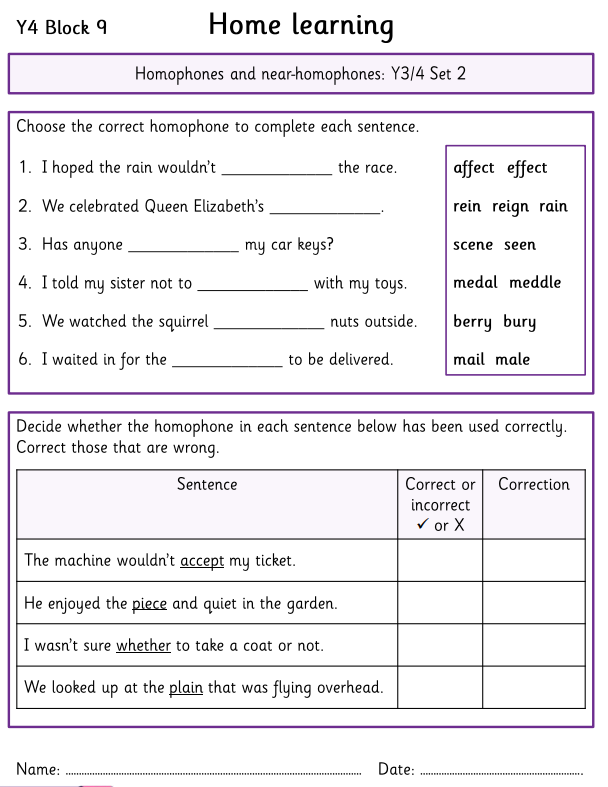 Y4 Block 9
Home learning
Homophones and near-homophones: Y3/4 Set 2
Choose the correct homophone to complete each sentence.
1. I hoped the rain wouldn't _____________ the race.
affect effect
2. We celebrated Queen Elizabeth's _____________.
rein reign rain
3. Has anyone _____________ my car keys?
scene seen
4. I told my sister not to _____________ with my toys.
medal meddle
5. We watched the squirrel _____________ nuts outside.
berry bury
6. I waited in for the _____________ to be delivered.
mail male
Decide whether the homophone in each sentence below has been used correctly.
Correct those that are wrong.
Sentence
Correct or
incorrect
✓ or X
Correction
The machine wouldn't accept my ticket.
He enjoyed the piece and quiet in the garden.
I wasn't sure whether to take a coat or not.
We looked up at the plain that was flying overhead.
Name: ........................................ Date: ........................................